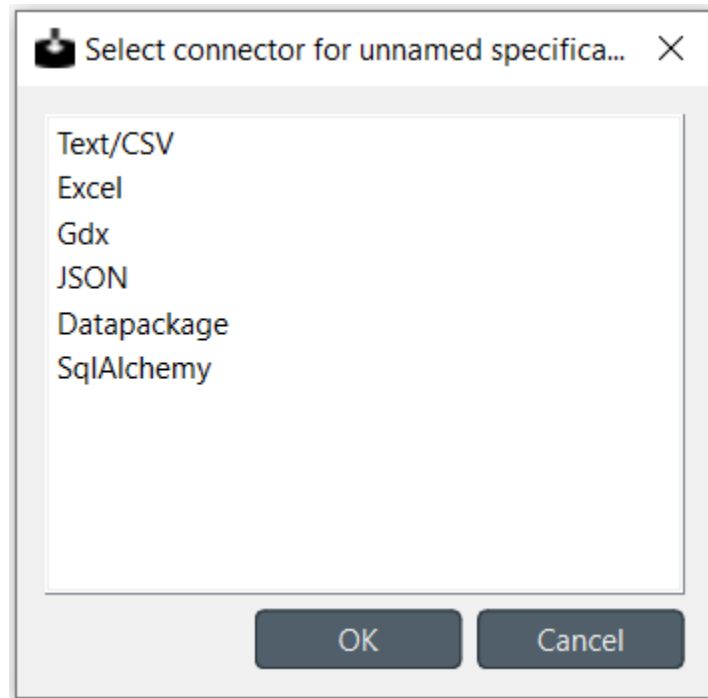 Select connector for unnamed specifica...
Text/CSV
Excel
Gdx
JSON
Datapackage
SqlAlchemy
OK
Cancel